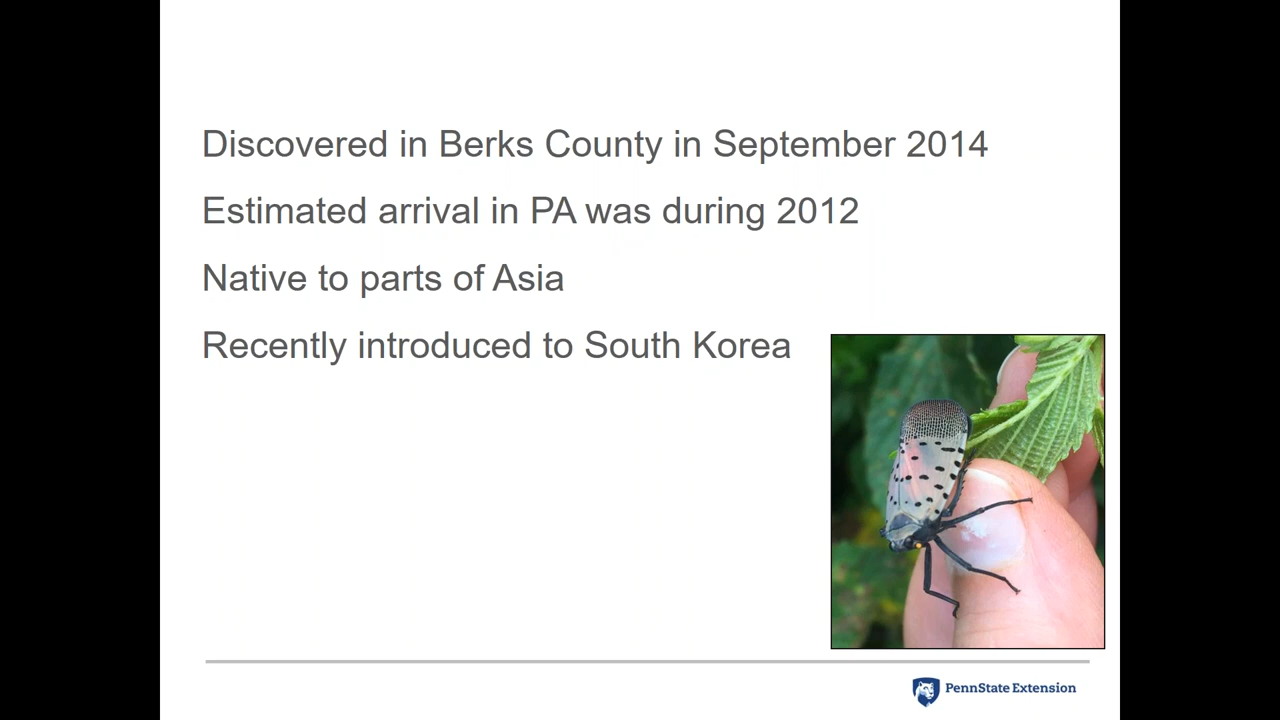 Discovered in Berks County in September 2014
Estimated arrival in PA was during 2012
Native to parts of Asia
Recently introduced to South Korea
PennState Extension